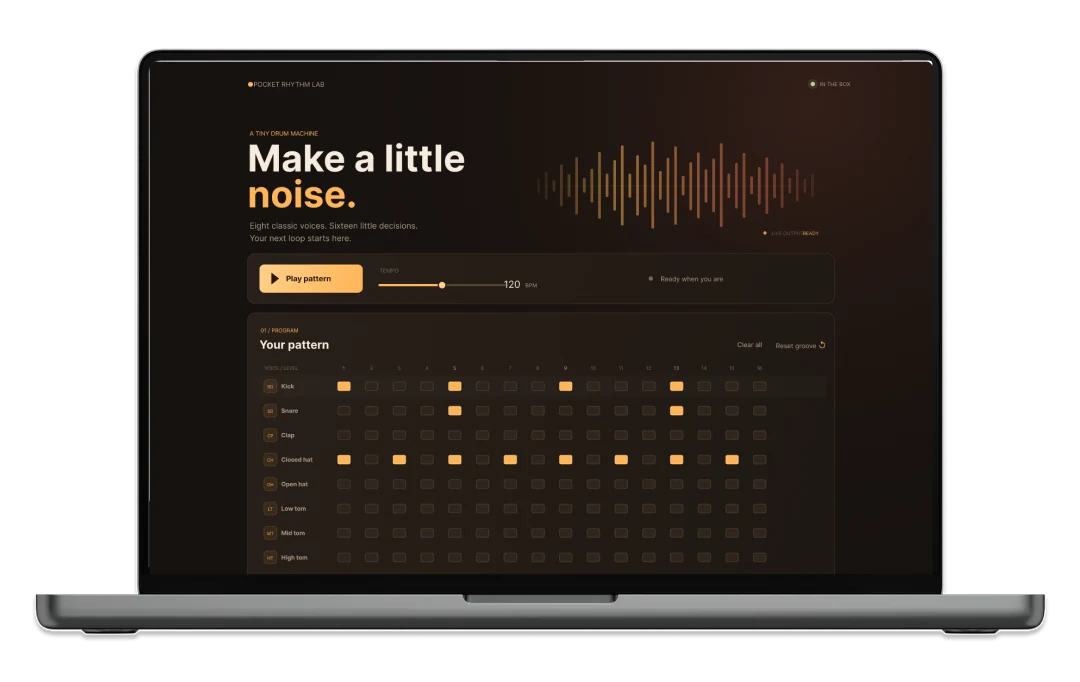 POCKET RHYTHM LAB
IN THE BOX
A TINY DRUM MACHINE
Make a little
noise.
Eight classic voices. Sixteen little decisions.
Your next loop starts here.
LIVE OUTPUT READY
Play pattern
TEMPO
120 BPM
Ready when you are
01 / PROGRAM
Your pattern
Clear all
Reset groove
VOICE / LEVEL 1 2 3 4 5 6 7 8 9 10 11 12 13 14 15 16
BD Kick
SD Snare
CP Clap
CH Closed hat
OH Open hat
LT Low tom
MT Mid tom
HT High tom